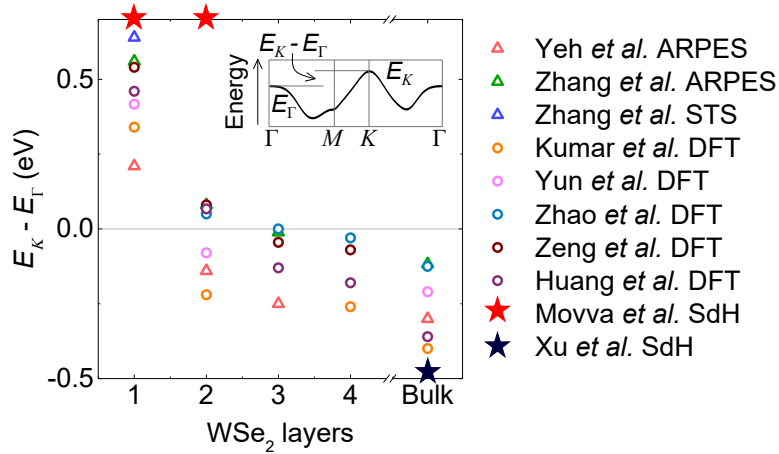 0.5
0.0
-0.5
E_K - E_Γ (eV)
1 2 3 4 Bulk
WSe₂ layers
E_K - E_Γ
Energy
E_K
E_Γ
Γ M K Γ
Yeh et al. ARPES
Zhang et al. ARPES
Zhang et al. STS
Kumar et al. DFT
Yun et al. DFT
Zhao et al. DFT
Zeng et al. DFT
Huang et al. DFT
Movva et al. SdH
Xu et al. SdH